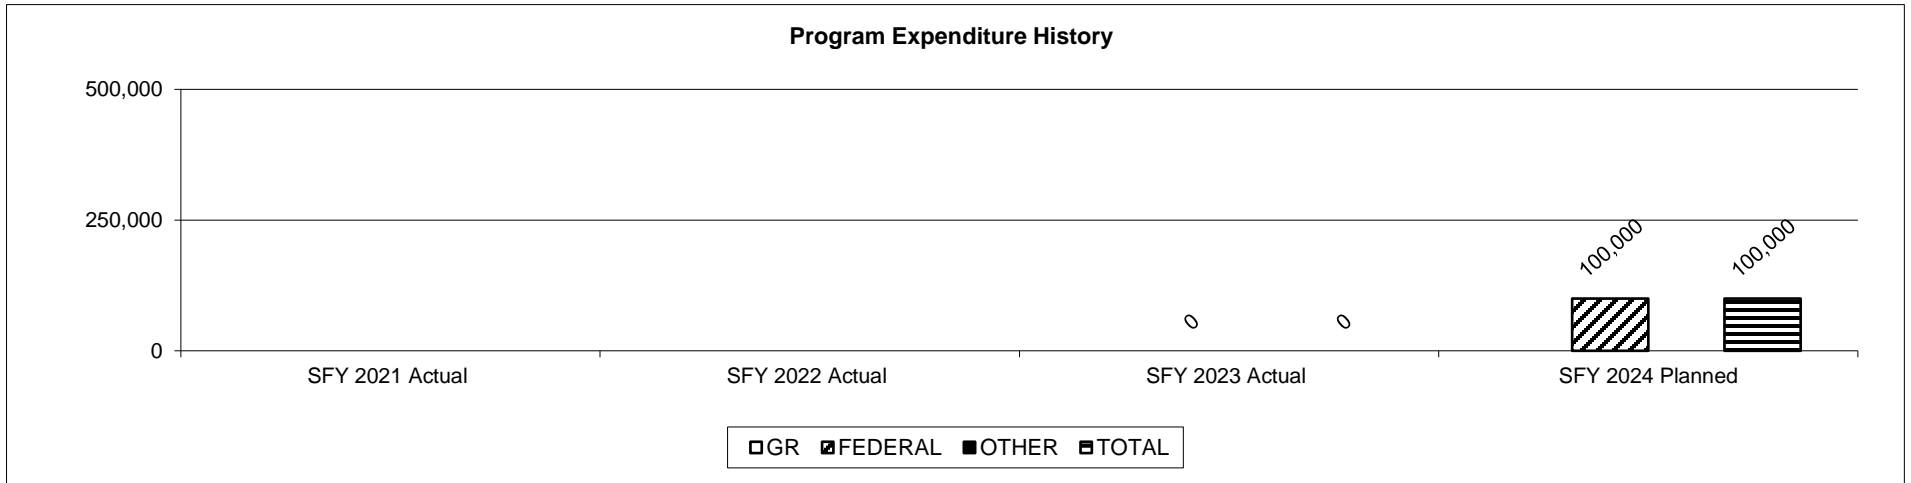 Program Expenditure History
500,000
250,000
0
0
0
100,000
100,000
SFY 2021 Actual
SFY 2022 Actual
SFY 2023 Actual
SFY 2024 Planned
GR FEDERAL OTHER TOTAL